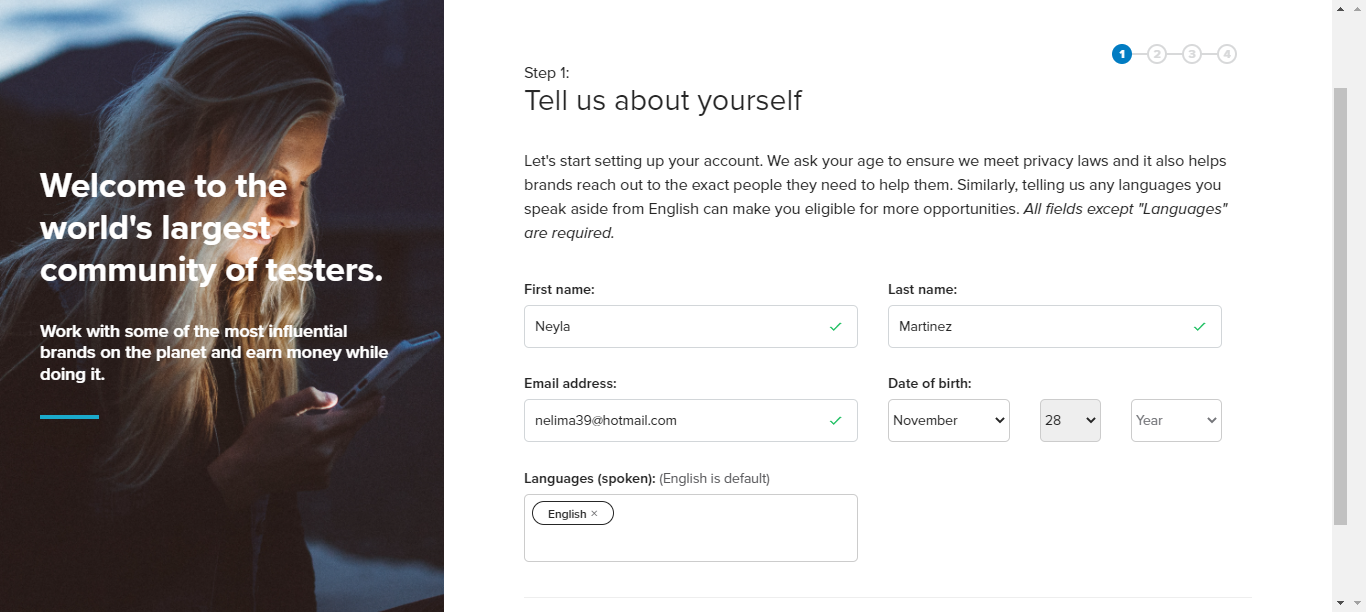 Welcome to the
world's largest
community of testers.
Work with some of the most influential
brands on the planet and earn money while
doing it.
1 2 3 4
Step 1:
Tell us about yourself
Let's start setting up your account. We ask your age to ensure we meet privacy laws and it also helps
brands reach out to the exact people they need to help them. Similarly, telling us any languages you
speak aside from English can make you eligible for more opportunities. All fields except "Languages"
are required.
First name: Last name:
Neyla Martinez
Email address: Date of birth:
nelima39@hotmail.com November 28 Year
Languages (spoken): (English is default)
English ×